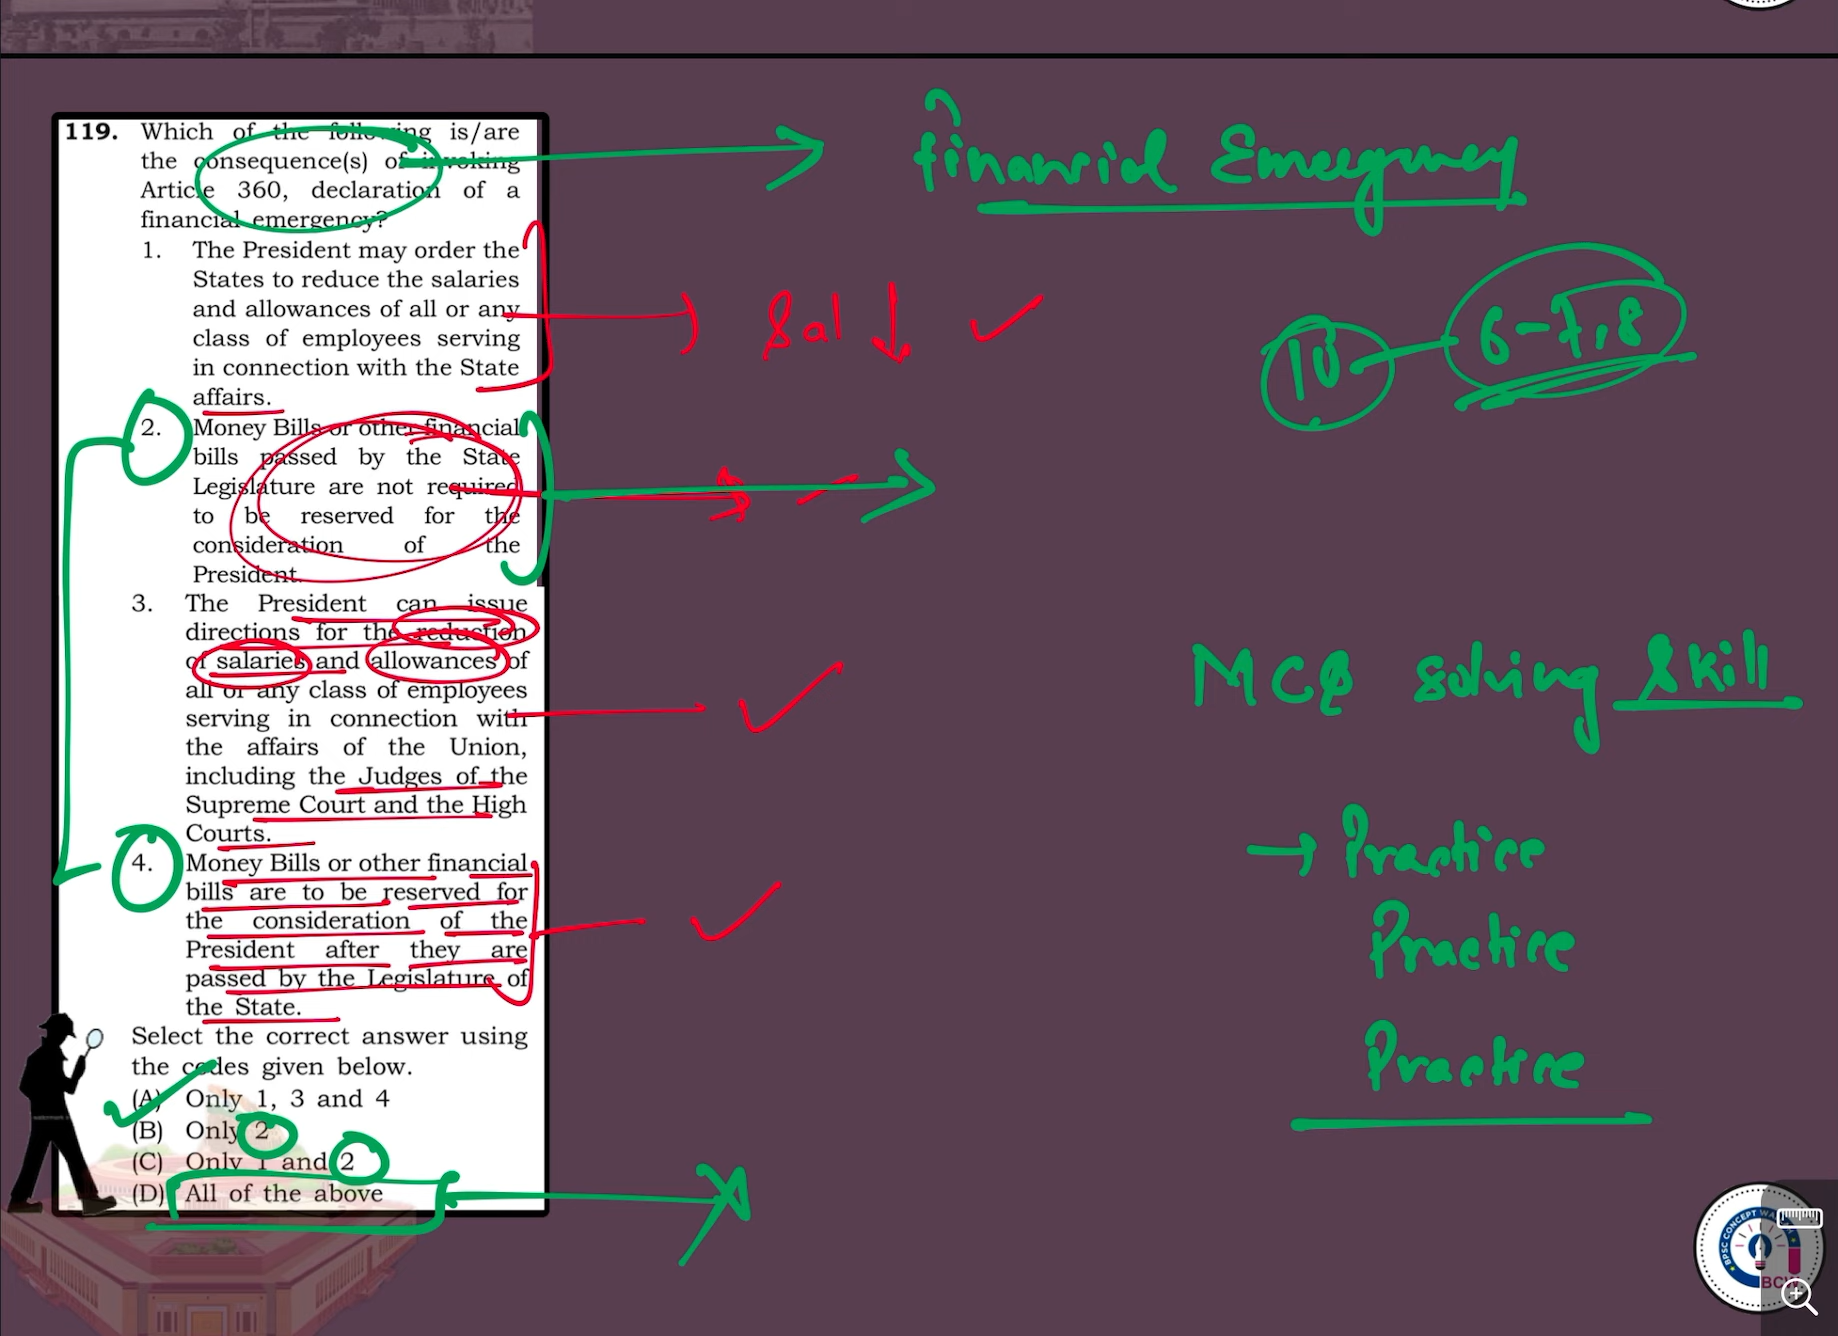 119. Which of the following is/are
the consequence(s) of invoking
Article 360, declaration of a
financial emergency?
1. The President may order the
States to reduce the salaries
and allowances of all or any
class of employees serving
in connection with the State
affairs.
2. Money Bills or other financial
bills passed by the State
Legislature are not required
to be reserved for the
consideration of the
President.
3. The President can issue
directions for the reduction
of salaries and allowances of
all or any class of employees
serving in connection with
the affairs of the Union,
including the Judges of the
Supreme Court and the High
Courts.
4. Money Bills or other financial
bills are to be reserved for
the consideration of the
President after they are
passed by the Legislature of
the State.
Select the correct answer using
the codes given below.
(A) Only 1, 3 and 4
(B) Only 2
(C) Only 1 and 2
(D) All of the above
financial Emergency
Sal ↓ ✓
10 - 6-7,8
MCQ solving Skill
→ Practice
Practice
Practice
BPSC CONCEPT WA
BCW